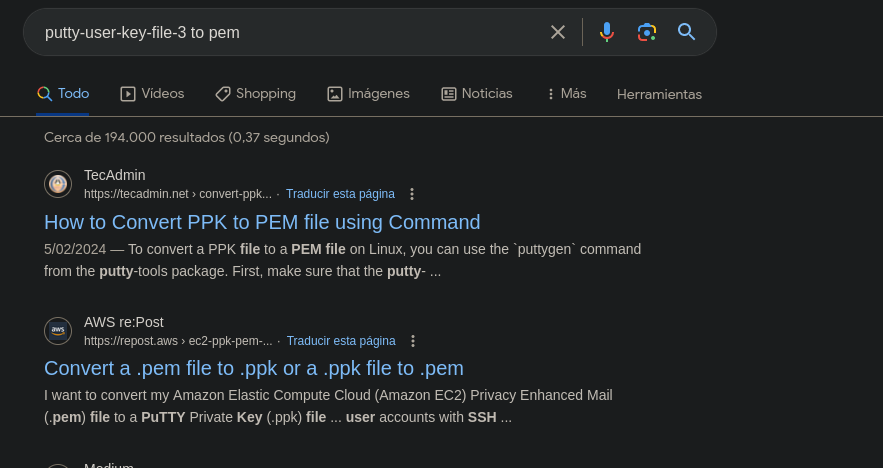 putty-user-key-file-3 to pem
Todo Vídeos Shopping Imágenes Noticias Más Herramientas
Cerca de 194.000 resultados (0,37 segundos)
TecAdmin
https://tecadmin.net › convert-ppk... · Traducir esta página
How to Convert PPK to PEM file using Command
5/02/2024 — To convert a PPK file to a PEM file on Linux, you can use the `puttygen` command
from the putty-tools package. First, make sure that the putty- ...
aws
AWS re:Post
https://repost.aws › ec2-ppk-pem-... · Traducir esta página
Convert a .pem file to .ppk or a .ppk file to .pem
I want to convert my Amazon Elastic Compute Cloud (Amazon EC2) Privacy Enhanced Mail
(.pem) file to a PuTTY Private Key (.ppk) file ... user accounts with SSH ...
Medium